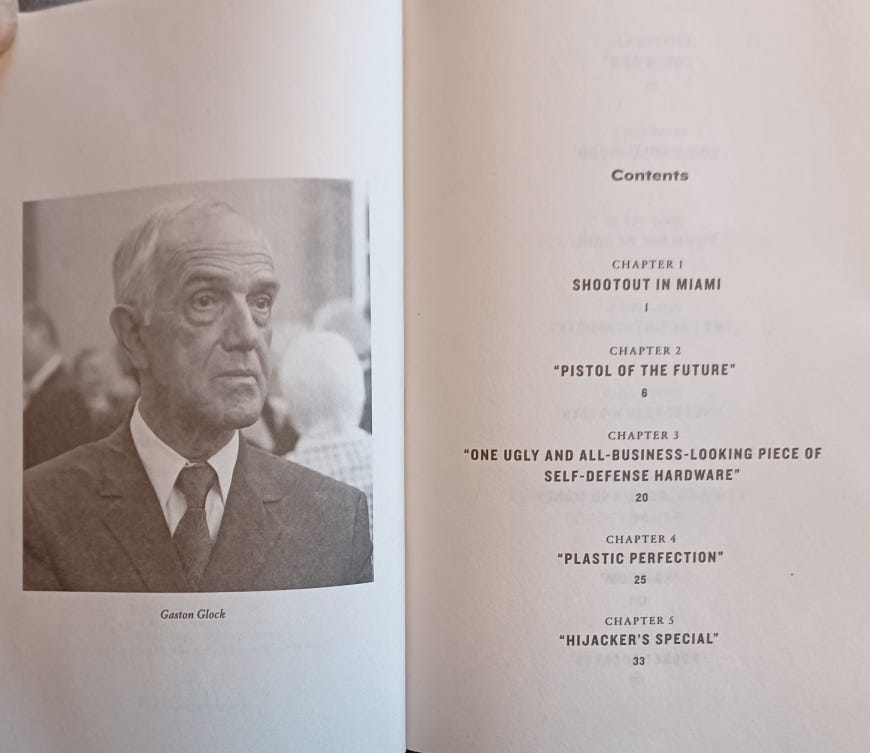 Gaston Glock
Contents
CHAPTER 1
SHOOTOUT IN MIAMI
1
CHAPTER 2
"PISTOL OF THE FUTURE"
6
CHAPTER 3
"ONE UGLY AND ALL-BUSINESS-LOOKING PIECE OF
SELF-DEFENSE HARDWARE"
20
CHAPTER 4
"PLASTIC PERFECTION"
25
CHAPTER 5
"HIJACKER'S SPECIAL"
33